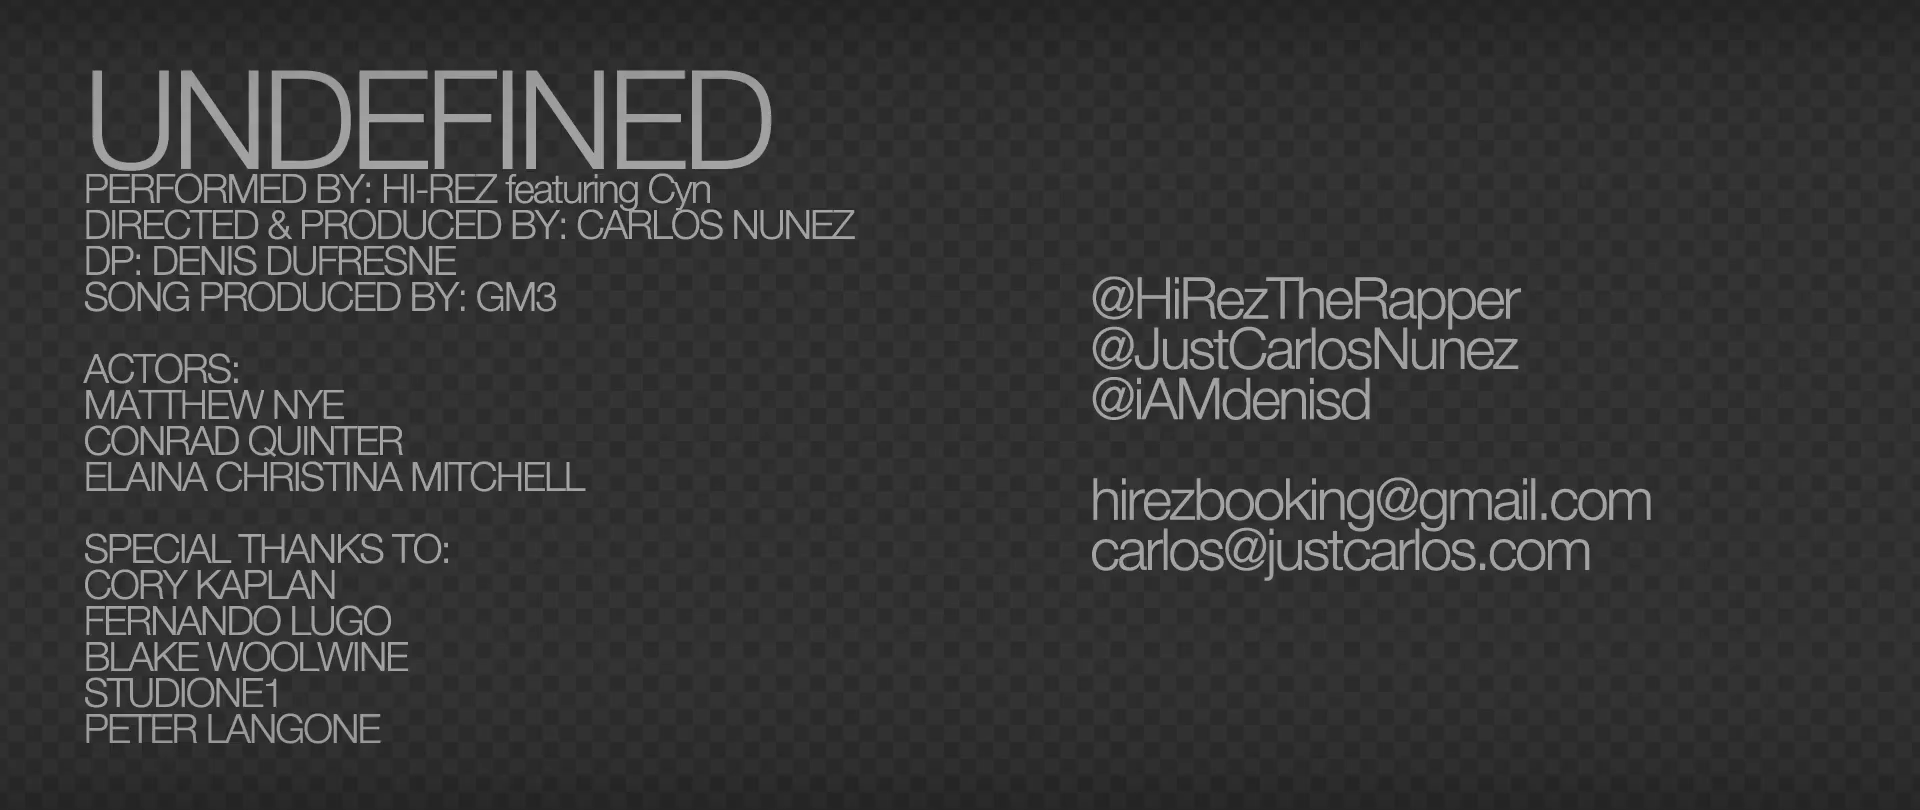 UNDEFINED
PERFORMED BY: HI-REZ featuring Cyn
DIRECTED & PRODUCED BY: CARLOS NUNEZ
DP: DENIS DUFRESNE
SONG PRODUCED BY: GM3
ACTORS:
MATTHEW NYE
CONRAD QUINTER
ELAINA CHRISTINA MITCHELL
SPECIAL THANKS TO:
CORY KAPLAN
FERNANDO LUGO
BLAKE WOOLWINE
STUDIONE1
PETER LANGONE
@HiRezTheRapper
@JustCarlosNunez
@iAMdenisd
hirezbooking@gmail.com
carlos@justcarlos.com